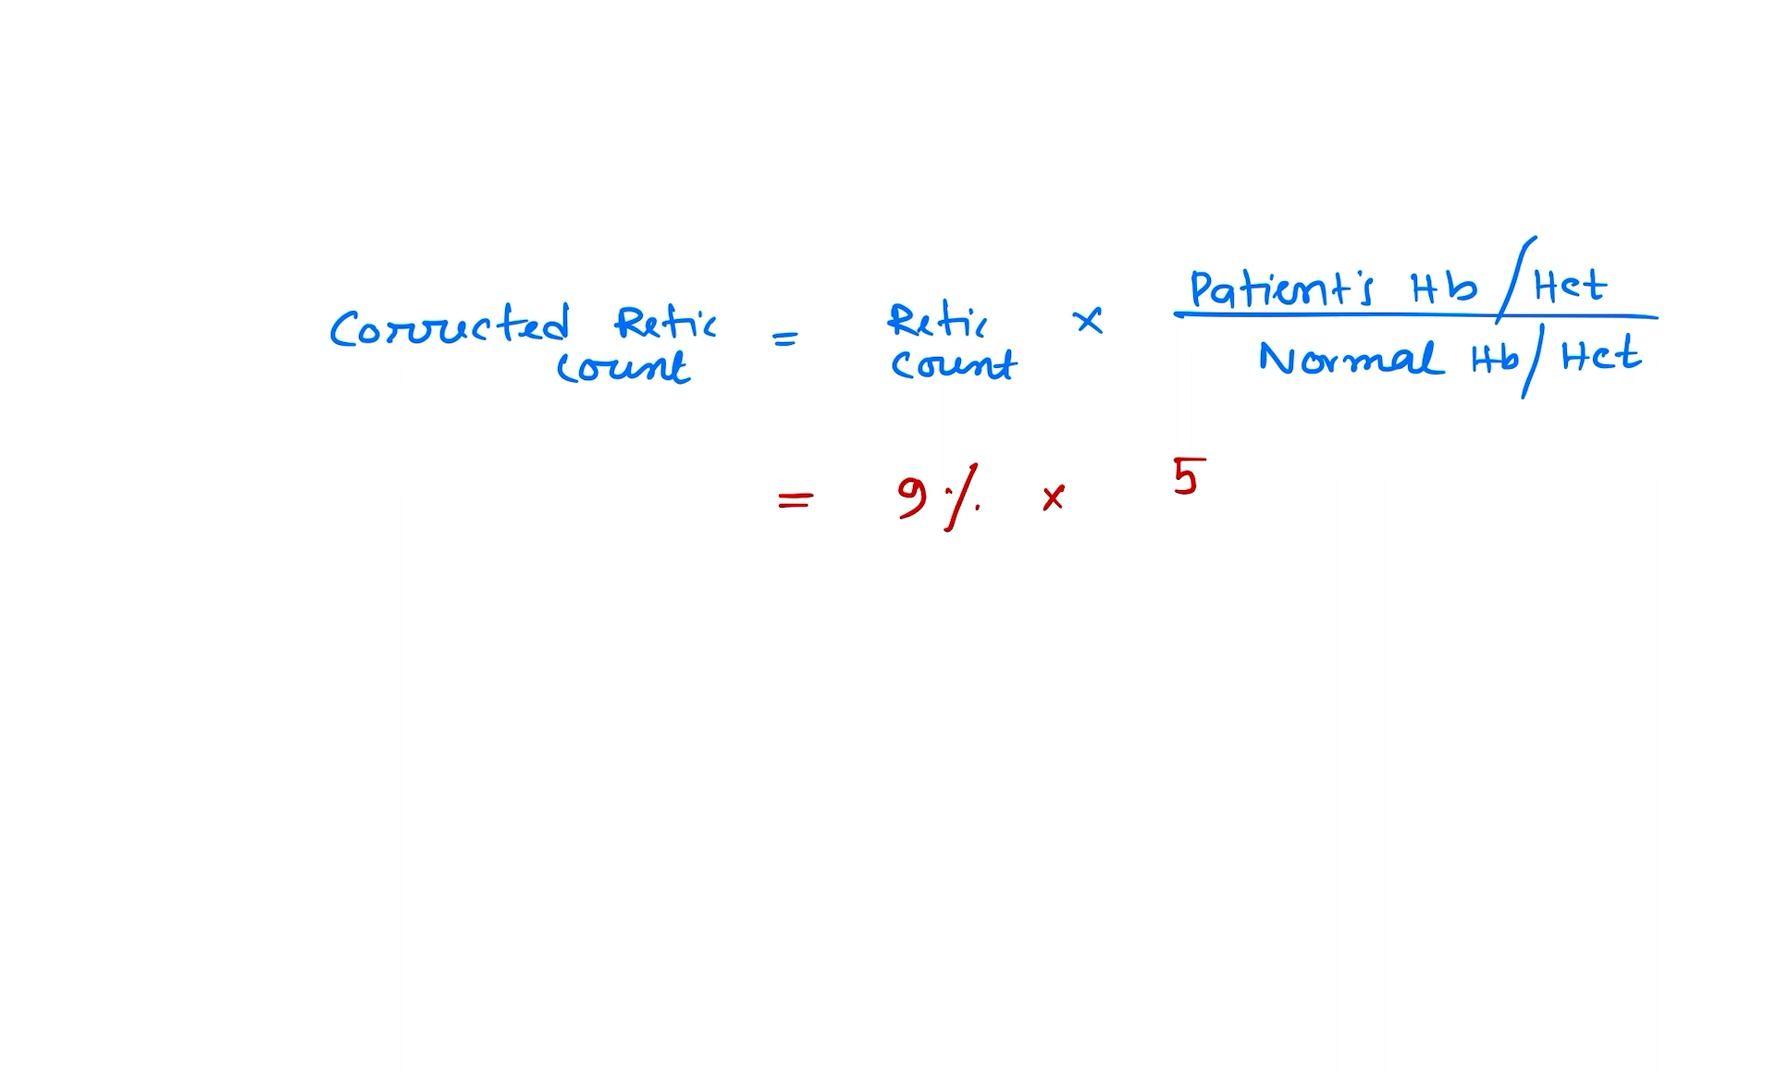 Corrected Retic count = Retic count × Patient's Hb/Hct / Normal Hb/Hct
= 9% × 5